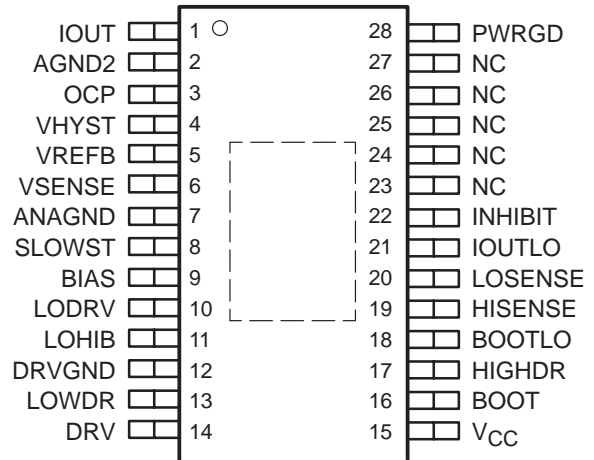 IOUT 1 28 PWRGD
AGND2 2 27 NC
OCP 3 26 NC
VHYST 4 25 NC
VREFB 5 24 NC
VSENSE 6 23 NC
ANAGND 7 22 INHIBIT
SLOWST 8 21 IOUTLO
BIAS 9 20 LOSENSE
LODRV 10 19 HISENSE
LOHIB 11 18 BOOTLO
DRVGND 12 17 HIGHDR
LOWDR 13 16 BOOT
DRV 14 15 VCC